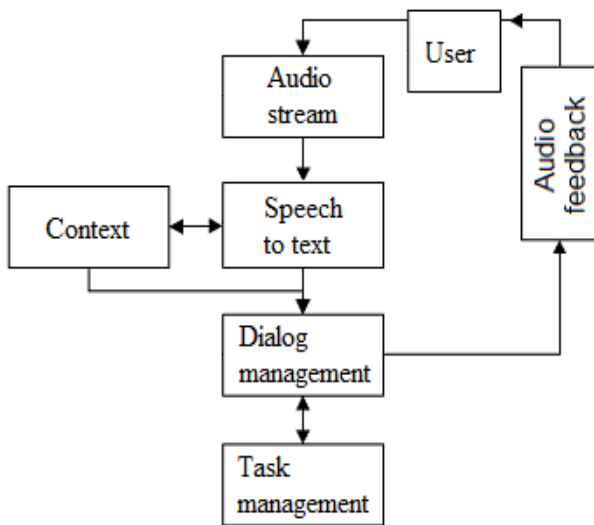 User
Audio
stream
Audio
feedback
Context
Speech
to text
Dialog
management
Task
management